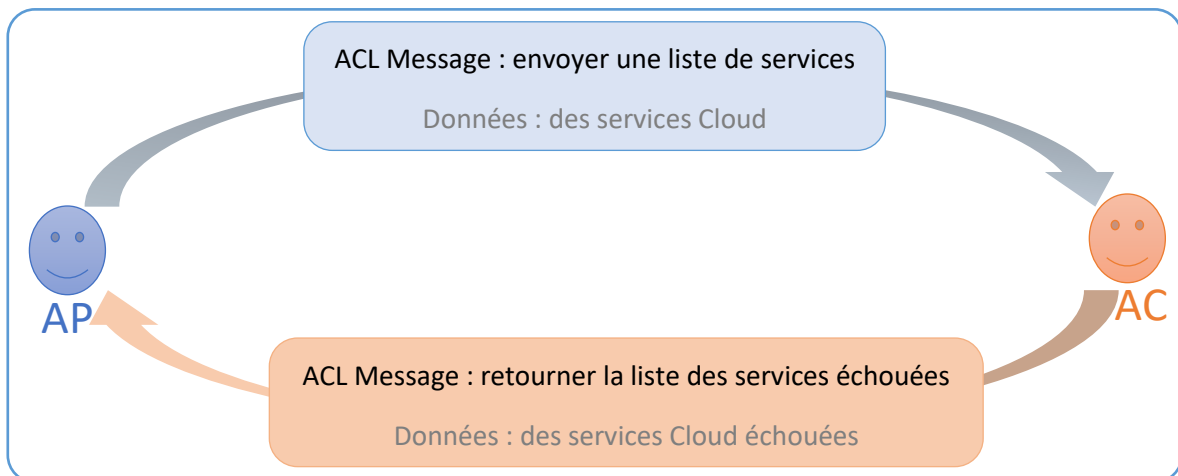 ACL Message : envoyer une liste de services
Données : des services Cloud
AP
AC
ACL Message : retourner la liste des services échouées
Données : des services Cloud échouées